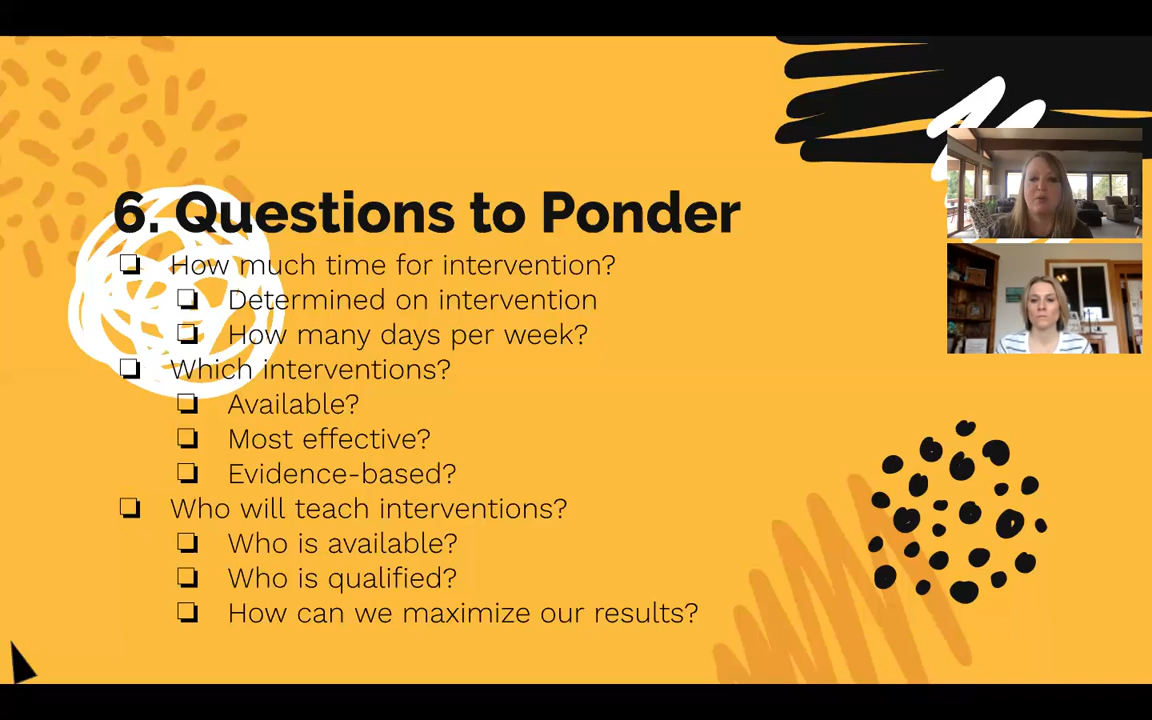 6. Questions to Ponder
How much time for intervention?
Determined on intervention
How many days per week?
Which interventions?
Available?
Most effective?
Evidence-based?
Who will teach interventions?
Who is available?
Who is qualified?
How can we maximize our results?